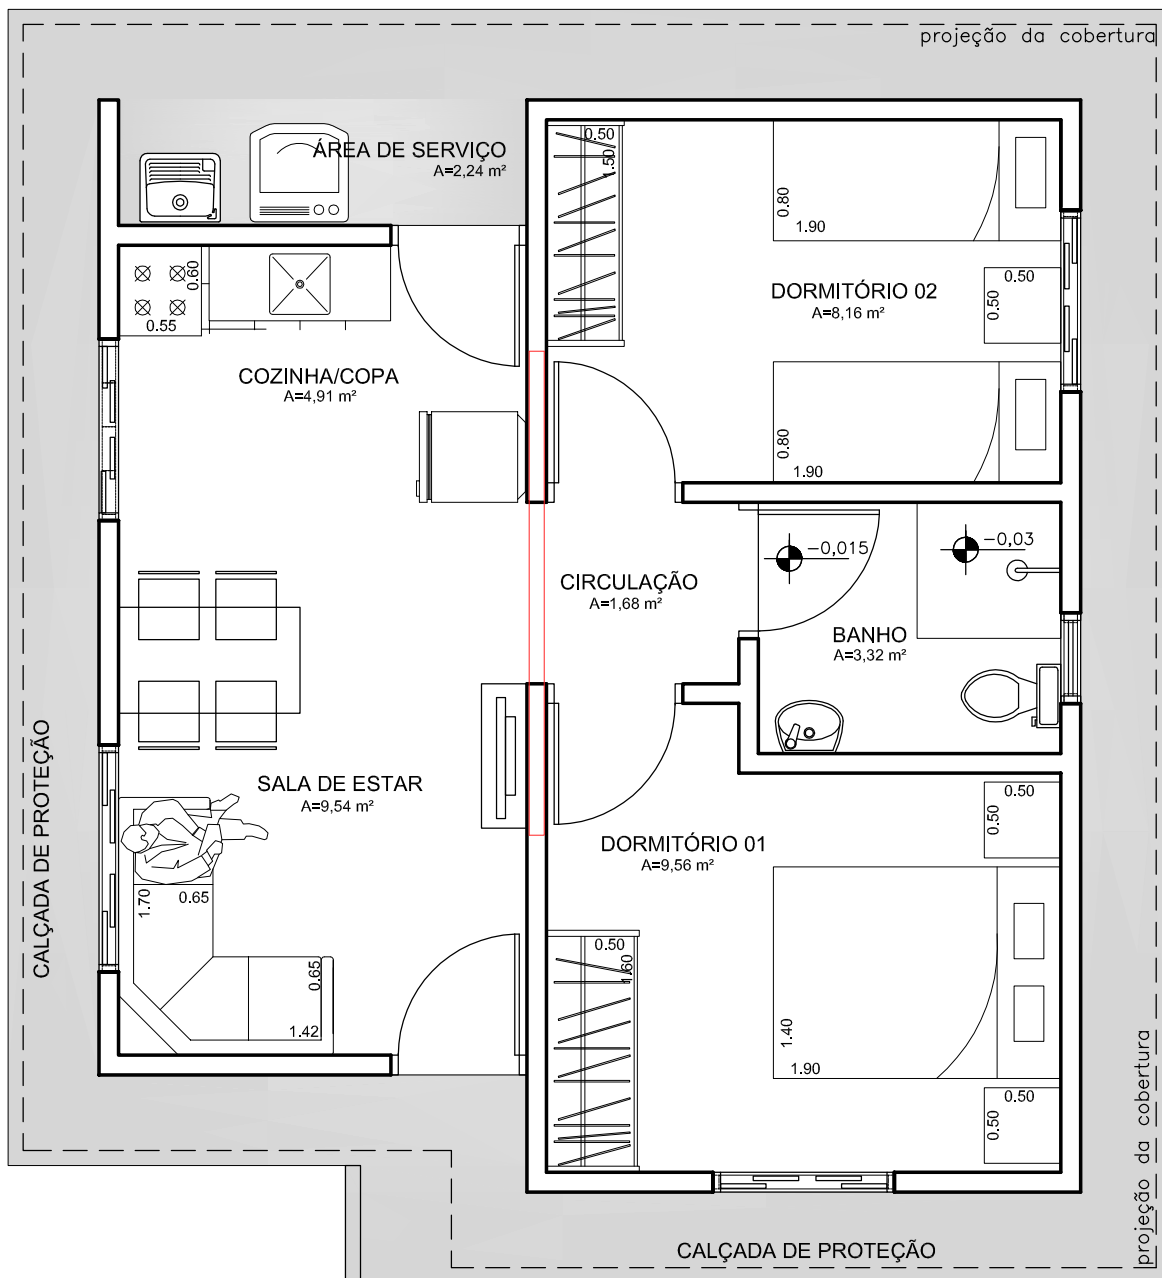 projeção da cobertura
ÁREA DE SERVIÇO
A=2,24 m²
0.50
1.50
0.80
1.90
DORMITÓRIO 02
A=8,16 m²
0.50
0.50
0.60
0.55
COZINHA/COPA
A=4,91 m²
0.80
1.90
-0,015
-0,03
CIRCULAÇÃO
A=1,68 m²
BANHO
A=3,32 m²
SALA DE ESTAR
A=9,54 m²
CALÇADA DE PROTEÇÃO
1.70
0.65
0.65
1.42
DORMITÓRIO 01
A=9,56 m²
0.50
0.50
0.50
1.60
1.40
1.90
0.50
0.50
projeção da cobertura
CALÇADA DE PROTEÇÃO